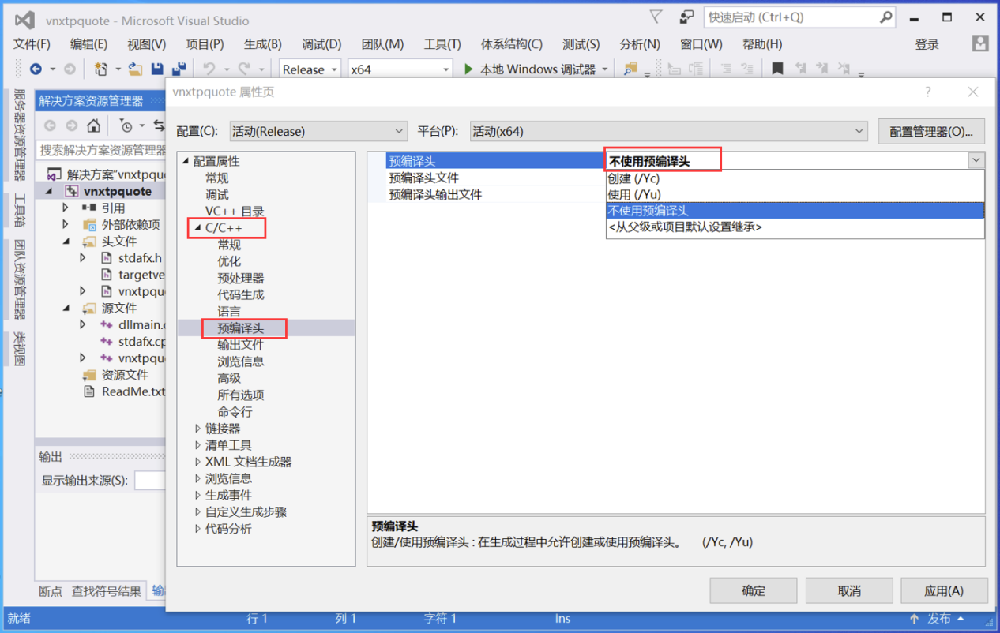 vnxtpquote - Microsoft Visual Studio
快速启动 (Ctrl+Q)
文件(F) 编辑(E) 视图(V) 项目(P) 生成(B) 调试(D) 团队(M) 工具(T) 体系结构(C) 测试(S) 分析(N) 窗口(W) 帮助(H) 登录
Release x64 本地 Windows 调试器
服务器资源管理器
工具箱
团队资源管理器
类视图
解决方案资源管理器
搜索解决方案资源管理器
解决方案"vnxtpquo
vnxtpquote
引用
外部依赖项
头文件
stdafx.h
targetve
vnxtpqu
源文件
dllmain.c
stdafx.cp
vnxtpqu
资源文件
ReadMe.txt
输出
显示输出来源(S):
断点 查找符号结果 输
vnxtpquote 属性页
?
配置(C): 活动(Release) 平台(P): 活动(x64) 配置管理器(O)...
配置属性
常规
调试
VC++ 目录
C/C++
常规
优化
预处理器
代码生成
语言
预编译头
输出文件
浏览信息
高级
所有选项
命令行
链接器
清单工具
XML 文档生成器
浏览信息
生成事件
自定义生成步骤
代码分析
预编译头 不使用预编译头
预编译头文件 创建 (/Yc)
预编译头输出文件 使用 (/Yu)
不使用预编译头
<从父级或项目默认设置继承>
预编译头
创建/使用预编译头 : 在生成过程中允许创建或使用预编译头。 (/Yc, /Yu)
确定 取消 应用(A)
就绪 行 1 列 1 字符 1 Ins 发布